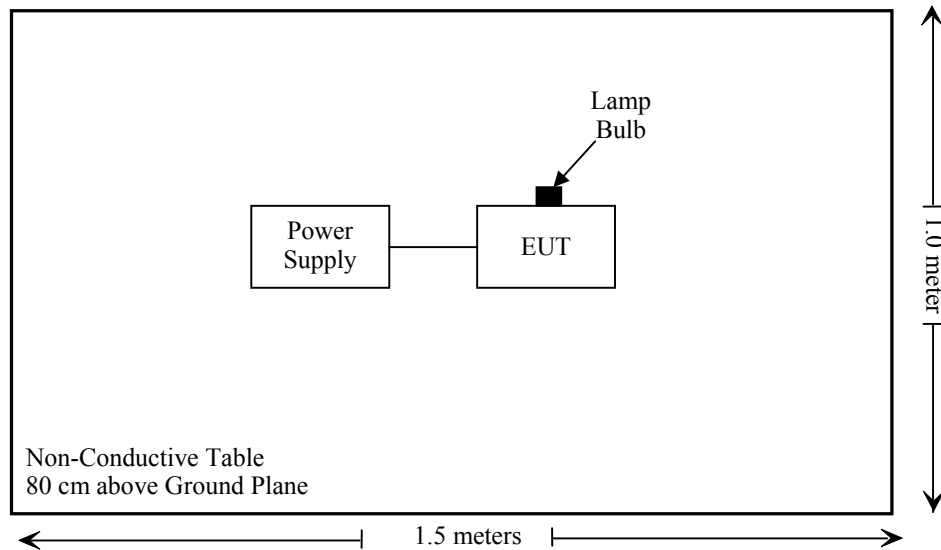 Lamp
Bulb
Power
Supply
EUT
1.0 meter
Non-Conductive Table
80 cm above Ground Plane
1.5 meters